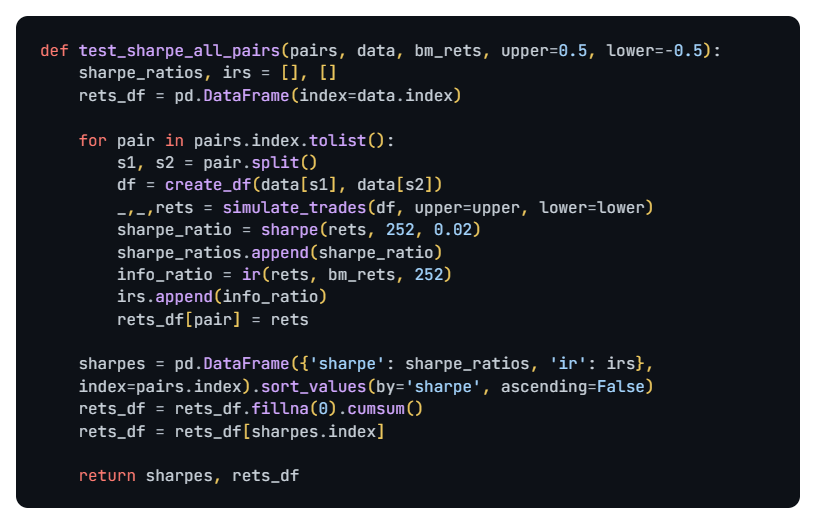 def test_sharpe_all_pairs(pairs, data, bm_rets, upper=0.5, lower=-0.5):
    sharpe_ratios, irs = [], []
    rets_df = pd.DataFrame(index=data.index)

    for pair in pairs.index.tolist():
        s1, s2 = pair.split()
        df = create_df(data[s1], data[s2])
        _,_,rets = simulate_trades(df, upper=upper, lower=lower)
        sharpe_ratio = sharpe(rets, 252, 0.02)
        sharpe_ratios.append(sharpe_ratio)
        info_ratio = ir(rets, bm_rets, 252)
        irs.append(info_ratio)
        rets_df[pair] = rets

    sharpes = pd.DataFrame({'sharpe': sharpe_ratios, 'ir': irs},
    index=pairs.index).sort_values(by='sharpe', ascending=False)
    rets_df = rets_df.fillna(0).cumsum()
    rets_df = rets_df[sharpes.index]

    return sharpes, rets_df